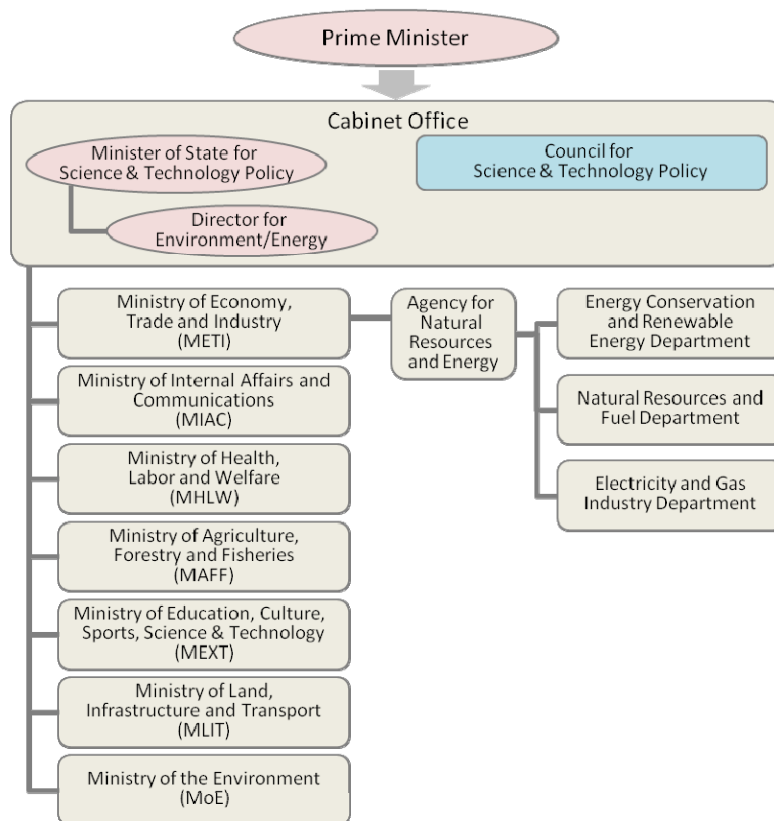 Prime Minister
Cabinet Office
Minister of State for
Science & Technology Policy
Council for
Science & Technology Policy
Director for
Environment/Energy
Ministry of Economy,
Trade and Industry
(METI)
Agency for
Natural
Resources
and Energy
Energy Conservation
and Renewable
Energy Department
Natural Resources and
Fuel Department
Electricity and Gas
Industry Department
Ministry of Internal Affairs and
Communications
(MIAC)
Ministry of Health,
Labor and Welfare
(MHLW)
Ministry of Agriculture,
Forestry and Fisheries
(MAFF)
Ministry of Education, Culture,
Sports, Science & Technology
(MEXT)
Ministry of Land,
Infrastructure and Transport
(MLIT)
Ministry of the Environment
(MoE)